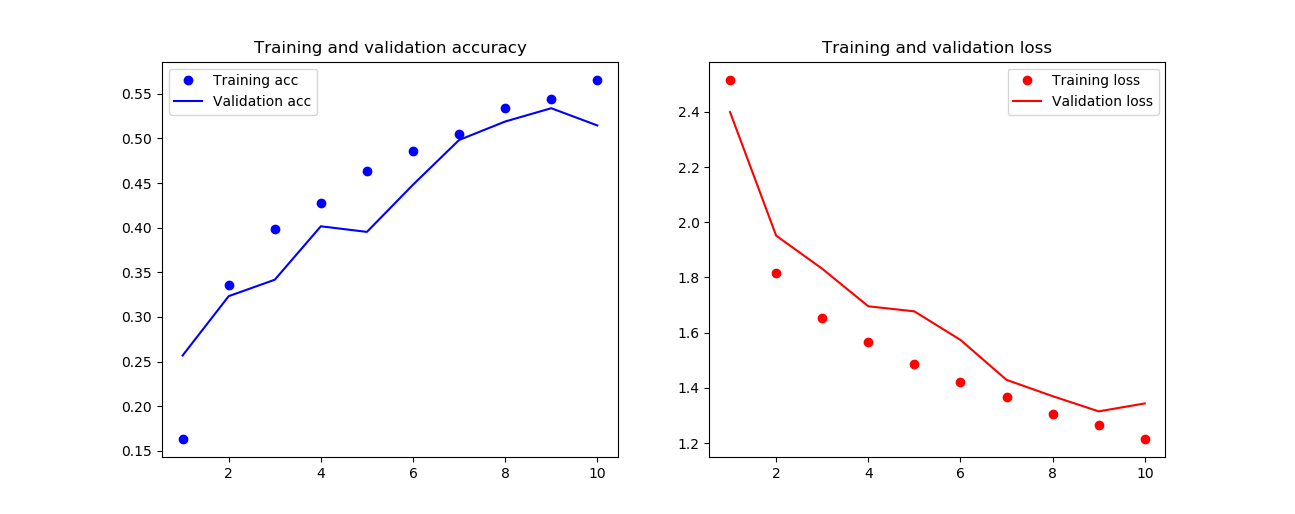 Training and validation accuracy
Training acc
Validation acc
0.55
0.50
0.45
0.40
0.35
0.30
0.25
0.20
0.15
2 4 6 8 10
Training and validation loss
Training loss
Validation loss
2.4
2.2
2.0
1.8
1.6
1.4
1.2
2 4 6 8 10